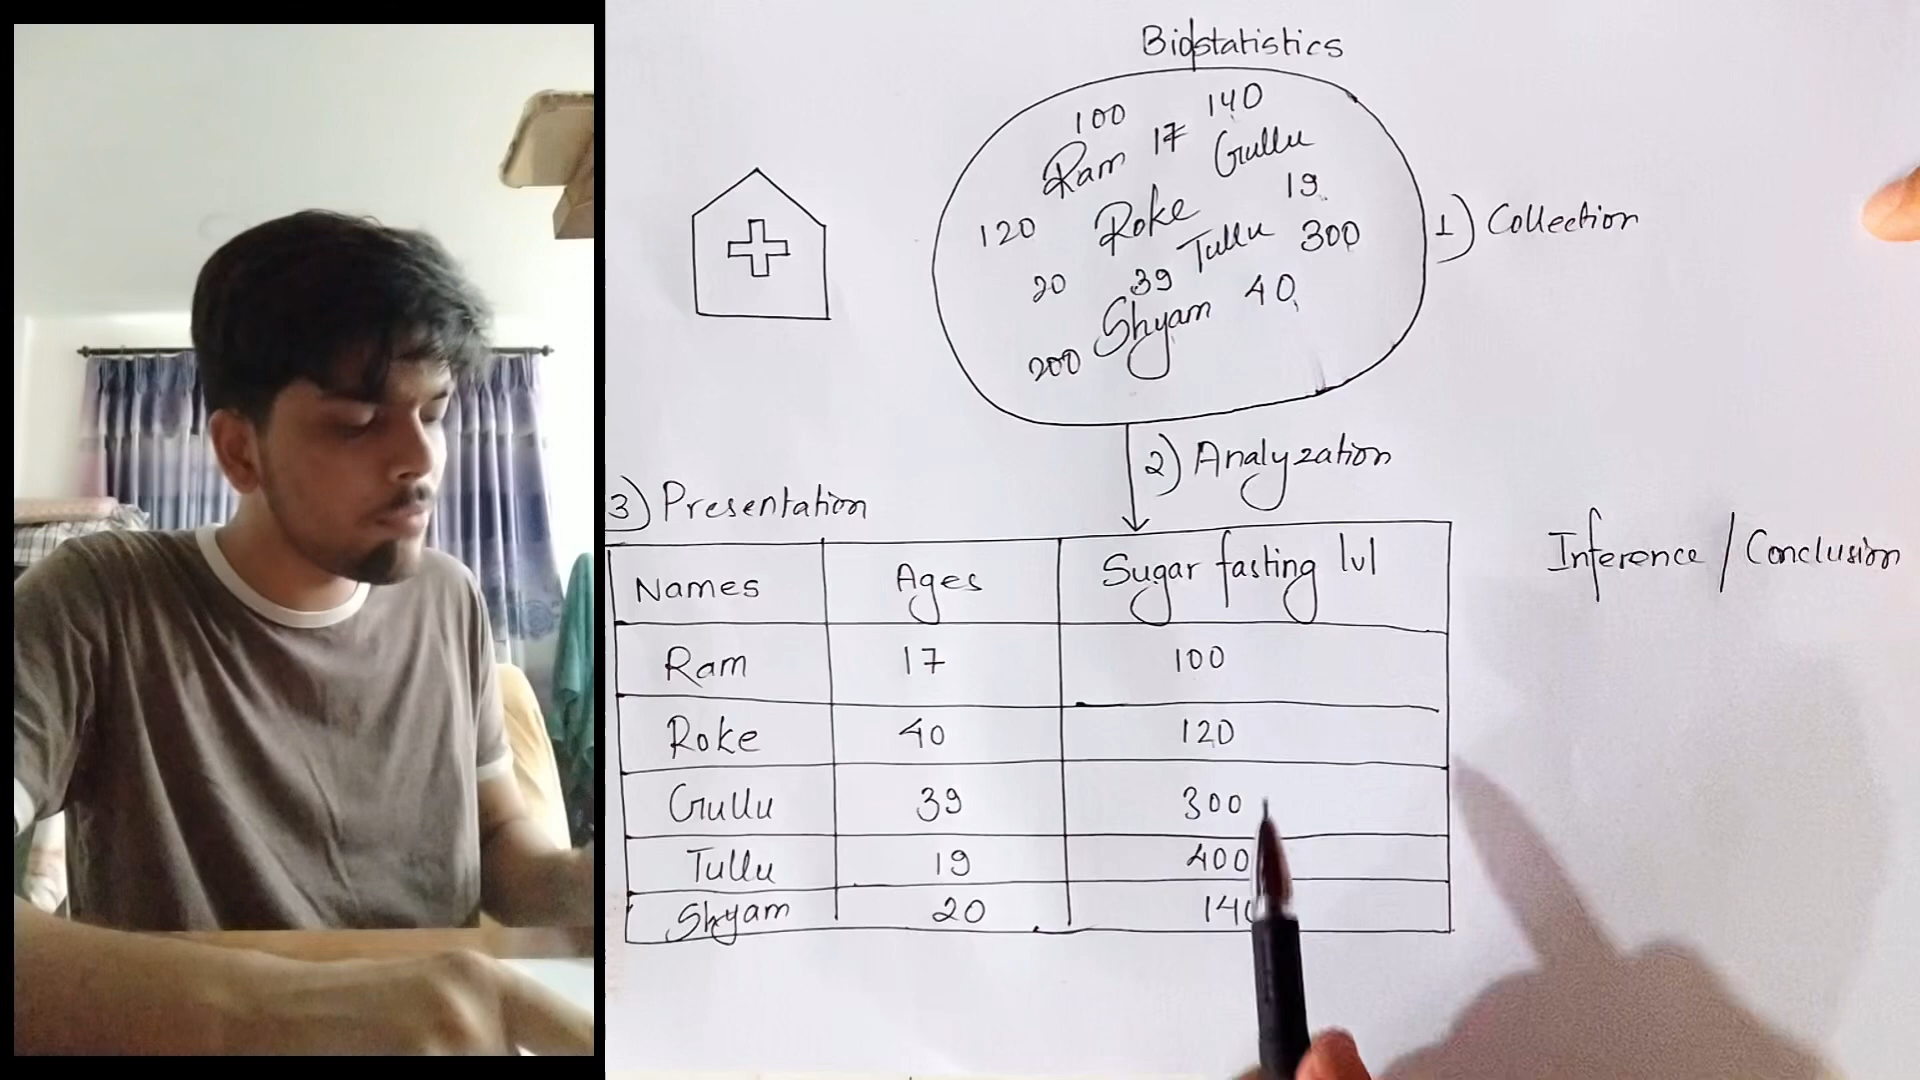 Biostatistics
100 140
Ram 17 Gullu
19
120 Roke Tullu 300
20 39
Shyam 40
200
1) Collection
2) Analyzation
3) Presentation
Inference / Conclusion
Names Ages Sugar fasting lvl
Ram 17 100
Roke 40 120
Gullu 39 300
Tullu 19 400
Shyam 20